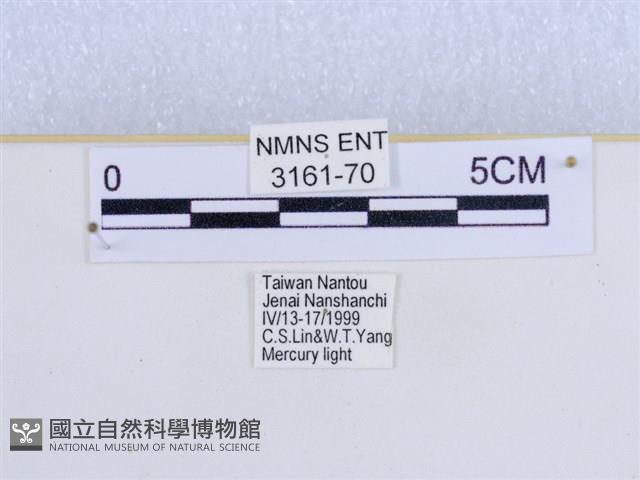 NMNS ENT
3161-70
0 5CM
Taiwan Nantou
Jenai Nanshanchi
IV/13-17/1999
C.S.Lin&W.T.Yang
Mercury light
國立自然科學博物館
NATIONAL MUSEUM OF NATURAL SCIENCE